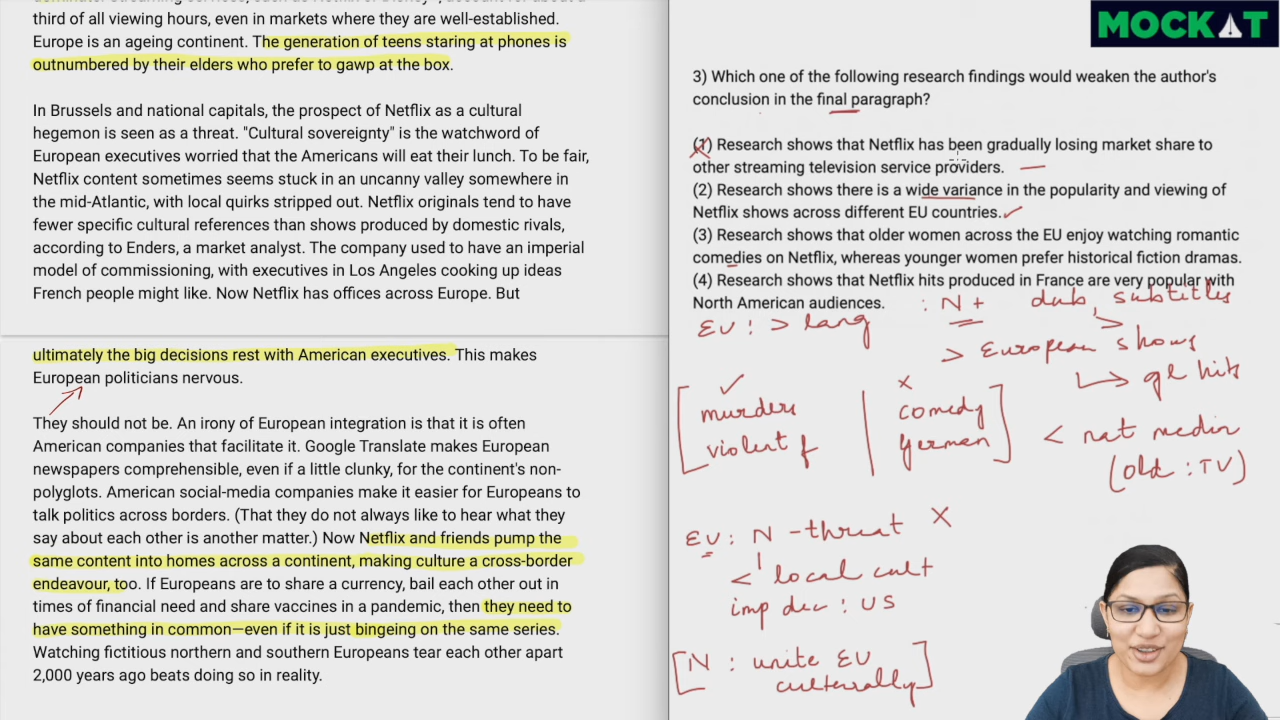 third of all viewing hours, even in markets where they are well-established.
Europe is an ageing continent. The generation of teens staring at phones is
outnumbered by their elders who prefer to gawp at the box.
In Brussels and national capitals, the prospect of Netflix as a cultural
hegemon is seen as a threat. "Cultural sovereignty" is the watchword of
European executives worried that the Americans will eat their lunch. To be fair,
Netflix content sometimes seems stuck in an uncanny valley somewhere in
the mid-Atlantic, with local quirks stripped out. Netflix originals tend to have
fewer specific cultural references than shows produced by domestic rivals,
according to Enders, a market analyst. The company used to have an imperial
model of commissioning, with executives in Los Angeles cooking up ideas
French people might like. Now Netflix has offices across Europe. But
ultimately the big decisions rest with American executives. This makes
European politicians nervous.
They should not be. An irony of European integration is that it is often
American companies that facilitate it. Google Translate makes European
newspapers comprehensible, even if a little clunky, for the continent's non-
polyglots. American social-media companies make it easier for Europeans to
talk politics across borders. (That they do not always like to hear what they
say about each other is another matter.) Now Netflix and friends pump the
same content into homes across a continent, making culture a cross-border
endeavour, too. If Europeans are to share a currency, bail each other out in
times of financial need and share vaccines in a pandemic, then they need to
have something in common—even if it is just bingeing on the same series.
Watching fictitious northern and southern Europeans tear each other apart
2,000 years ago beats doing so in reality.
MOCKAT
3) Which one of the following research findings would weaken the author's
conclusion in the final paragraph?
(1) Research shows that Netflix has been gradually losing market share to
other streaming television service providers.
(2) Research shows there is a wide variance in the popularity and viewing of
Netflix shows across different EU countries.
(3) Research shows that older women across the EU enjoy watching romantic
comedies on Netflix, whereas younger women prefer historical fiction dramas.
(4) Research shows that Netflix hits produced in France are very popular with
North American audiences.
: N + dub, subtitles
EU : > lang
> European shows
↳ gl hits
✓ murders
violent f
x comedy
German
< nat media
(old : TV)
EU : N - threat X
< local cult
imp dec : US
[N : unite EU
culturally]